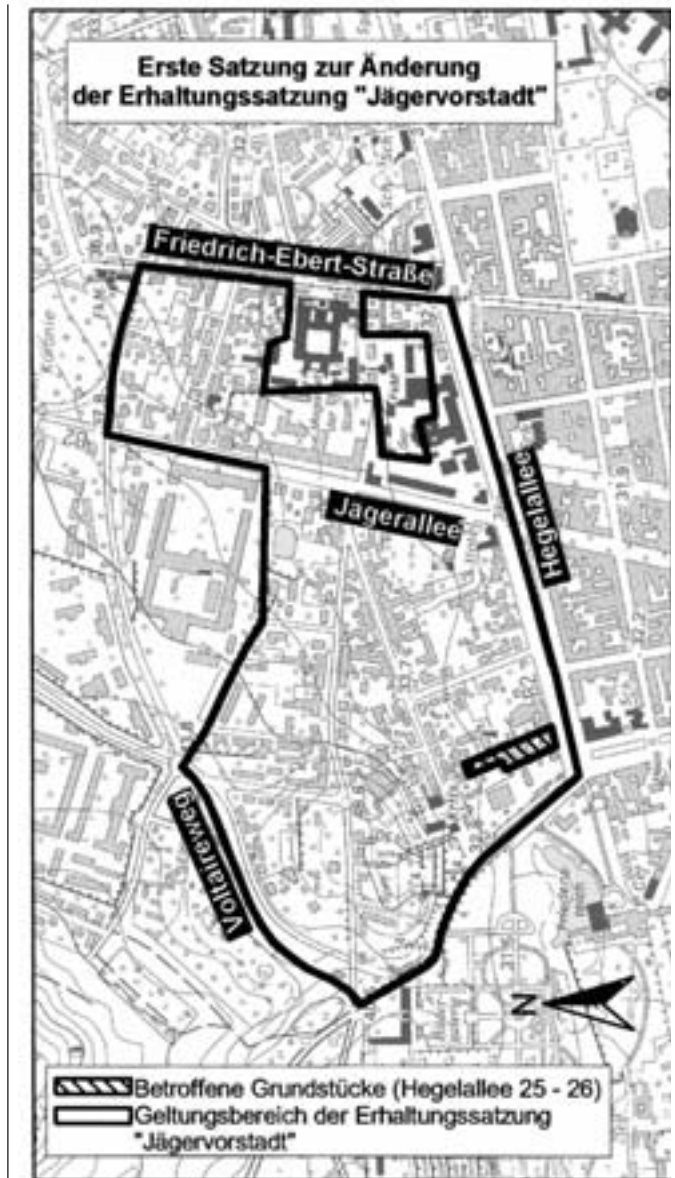 Erste Satzung zur Änderung
der Erhaltungssatzung "Jägervorstadt"
Friedrich-Ebert-Straße
Hegelallee
Jägerallee
Voltaireweg
N
Betroffene Grundstücke (Hegelallee 25 - 26)
Geltungsbereich der Erhaltungssatzung
"Jägervorstadt"